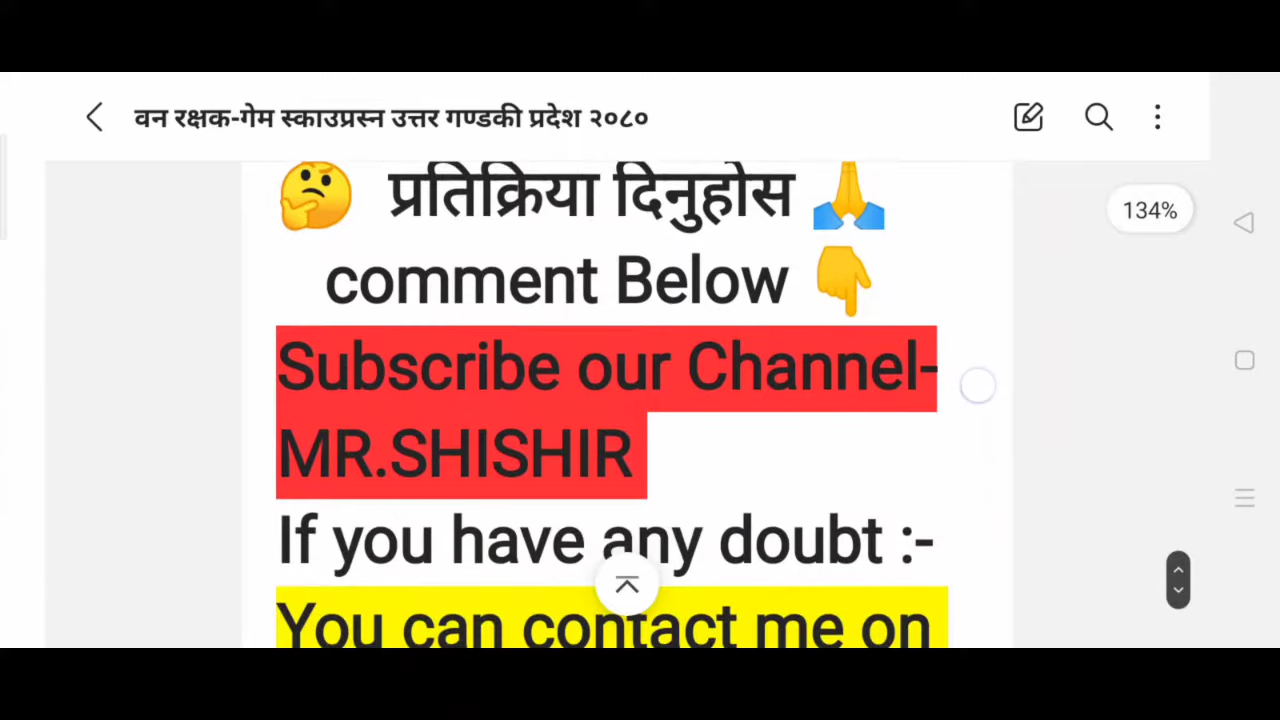 वन रक्षक-गेम स्काउप्रस्न उत्तर गण्डकी प्रदेश २०८०
134%
🤔 प्रतिक्रिया दिनुहोस 🙏
comment Below 👇
Subscribe our Channel-
MR.SHISHIR
If you have any doubt :-
You can contact me on